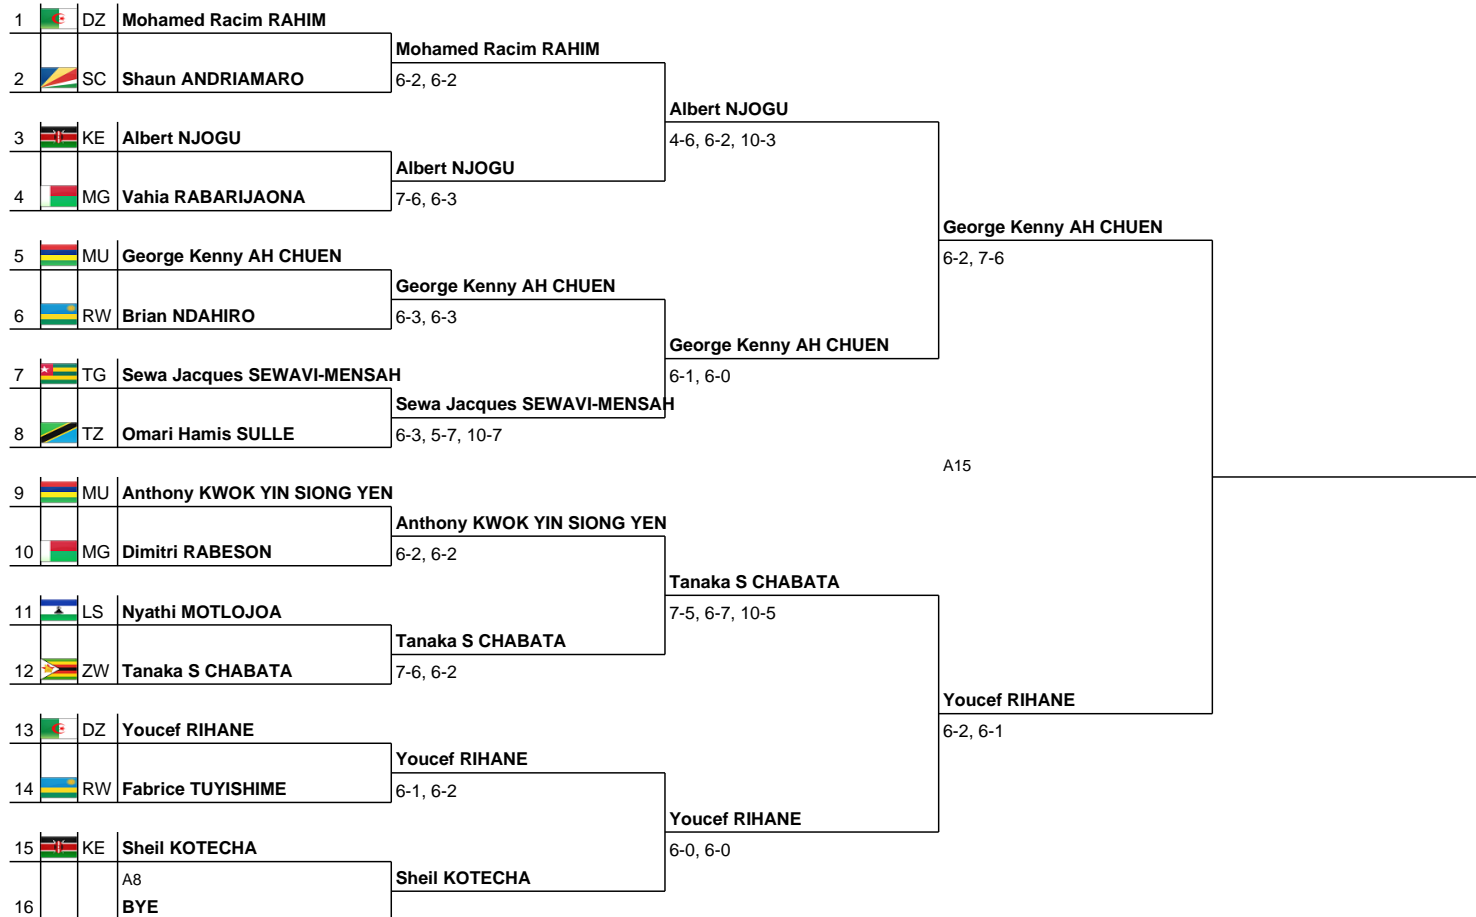 1 DZ Mohamed Racim RAHIM
Mohamed Racim RAHIM
2 SC Shaun ANDRIAMARO
6-2, 6-2
Albert NJOGU
3 KE Albert NJOGU
4-6, 6-2, 10-3
Albert NJOGU
4 MG Vahia RABARIJAONA
7-6, 6-3
George Kenny AH CHUEN
5 MU George Kenny AH CHUEN
6-2, 7-6
George Kenny AH CHUEN
6 RW Brian NDAHIRO
6-3, 6-3
George Kenny AH CHUEN
7 TG Sewa Jacques SEWAVI-MENSAH
6-1, 6-0
Sewa Jacques SEWAVI-MENSAH
8 TZ Omari Hamis SULLE
6-3, 5-7, 10-7
A15
9 MU Anthony KWOK YIN SIONG YEN
Anthony KWOK YIN SIONG YEN
10 MG Dimitri RABESON
6-2, 6-2
Tanaka S CHABATA
11 LS Nyathi MOTLOJOA
7-5, 6-7, 10-5
Tanaka S CHABATA
12 ZW Tanaka S CHABATA
7-6, 6-2
Youcef RIHANE
13 DZ Youcef RIHANE
6-2, 6-1
Youcef RIHANE
14 RW Fabrice TUYISHIME
6-1, 6-2
Youcef RIHANE
15 KE Sheil KOTECHA
6-0, 6-0
A8
Sheil KOTECHA
16 BYE